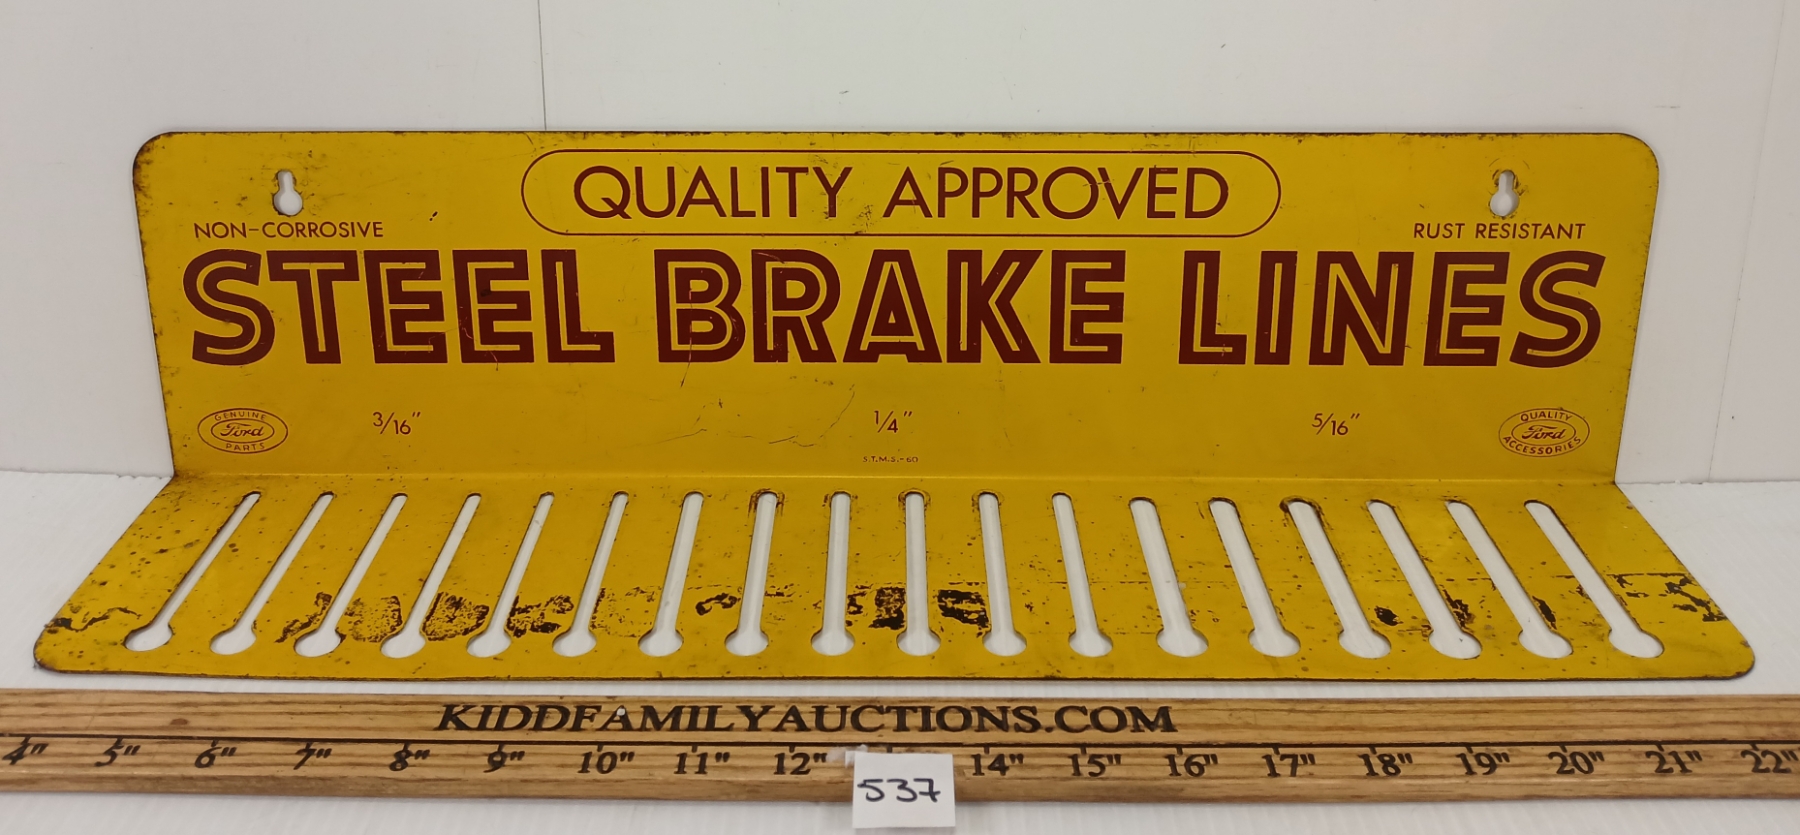 QUALITY APPROVED
NON-CORROSIVE
RUST RESISTANT
STEEL BRAKE LINES
GENUINE
Ford
PARTS
3/16"
1/4"
5/16"
QUALITY
Ford
ACCESSORIES
S.T.M.S.-60
KIDDFAMILYAUCTIONS.COM
4" 5" 6" 7" 8" 9" 10" 11" 12" 14" 15" 16" 17" 18" 19" 20" 21" 22"
537